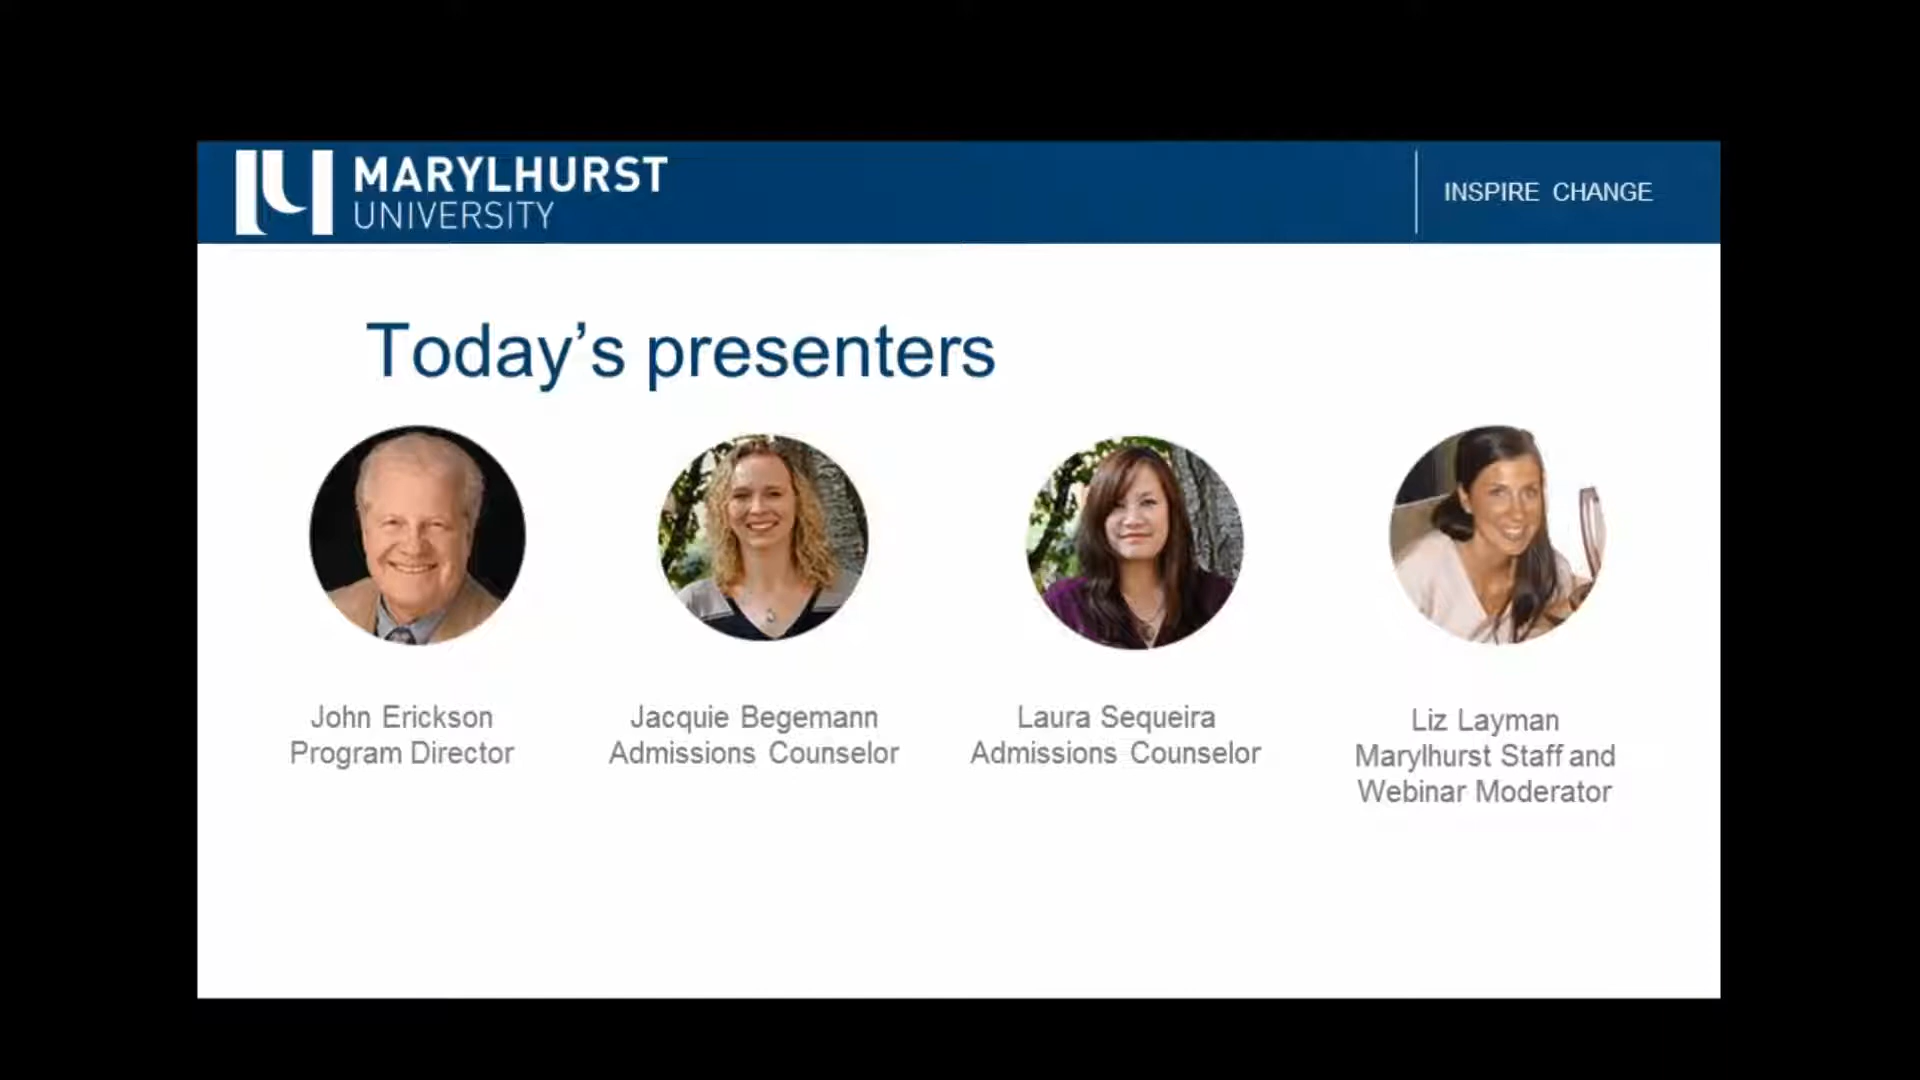 MARYLHURST
UNIVERSITY
INSPIRE CHANGE
Today’s presenters
John Erickson
Program Director
Jacquie Begemann
Admissions Counselor
Laura Sequeira
Admissions Counselor
Liz Layman
Marylhurst Staff and
Webinar Moderator